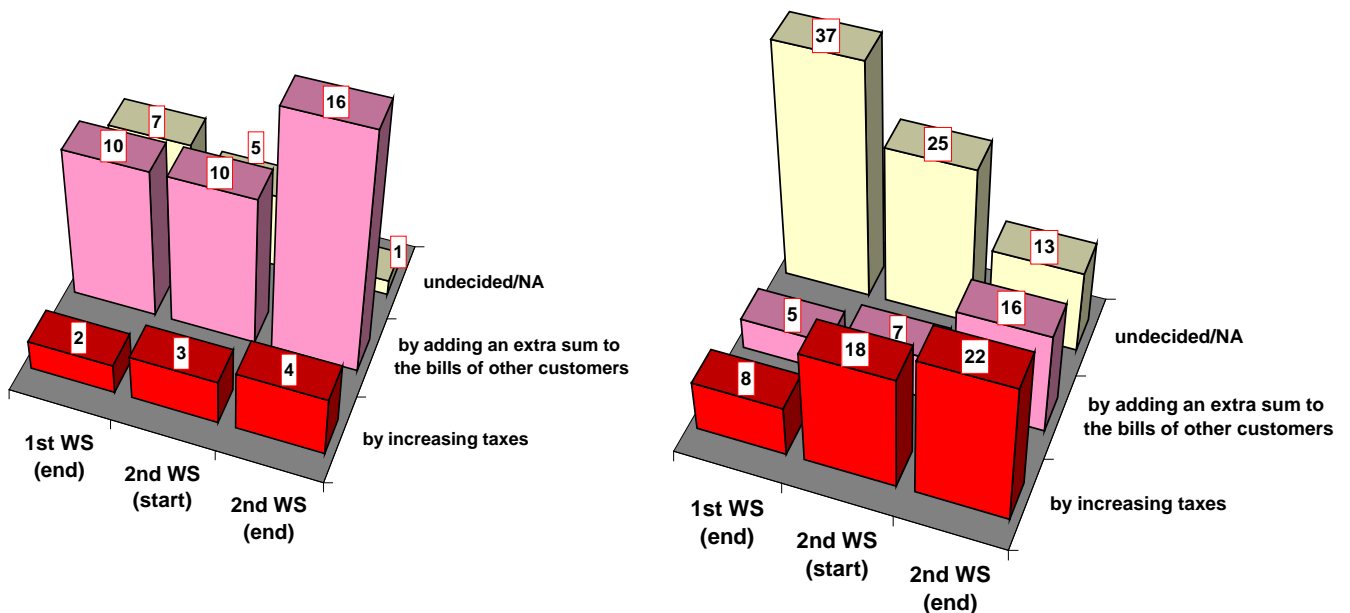 7
5
1
10
10
16
2
3
4
undecided/NA
by adding an extra sum to
the bills of other customers
by increasing taxes
1st WS
(end)
2nd WS
(start)
2nd WS
(end)
37
25
13
5
7
16
8
18
22
undecided/NA
by adding an extra sum to
the bills of other customers
by increasing taxes
1st WS
(end)
2nd WS
(start)
2nd WS
(end)